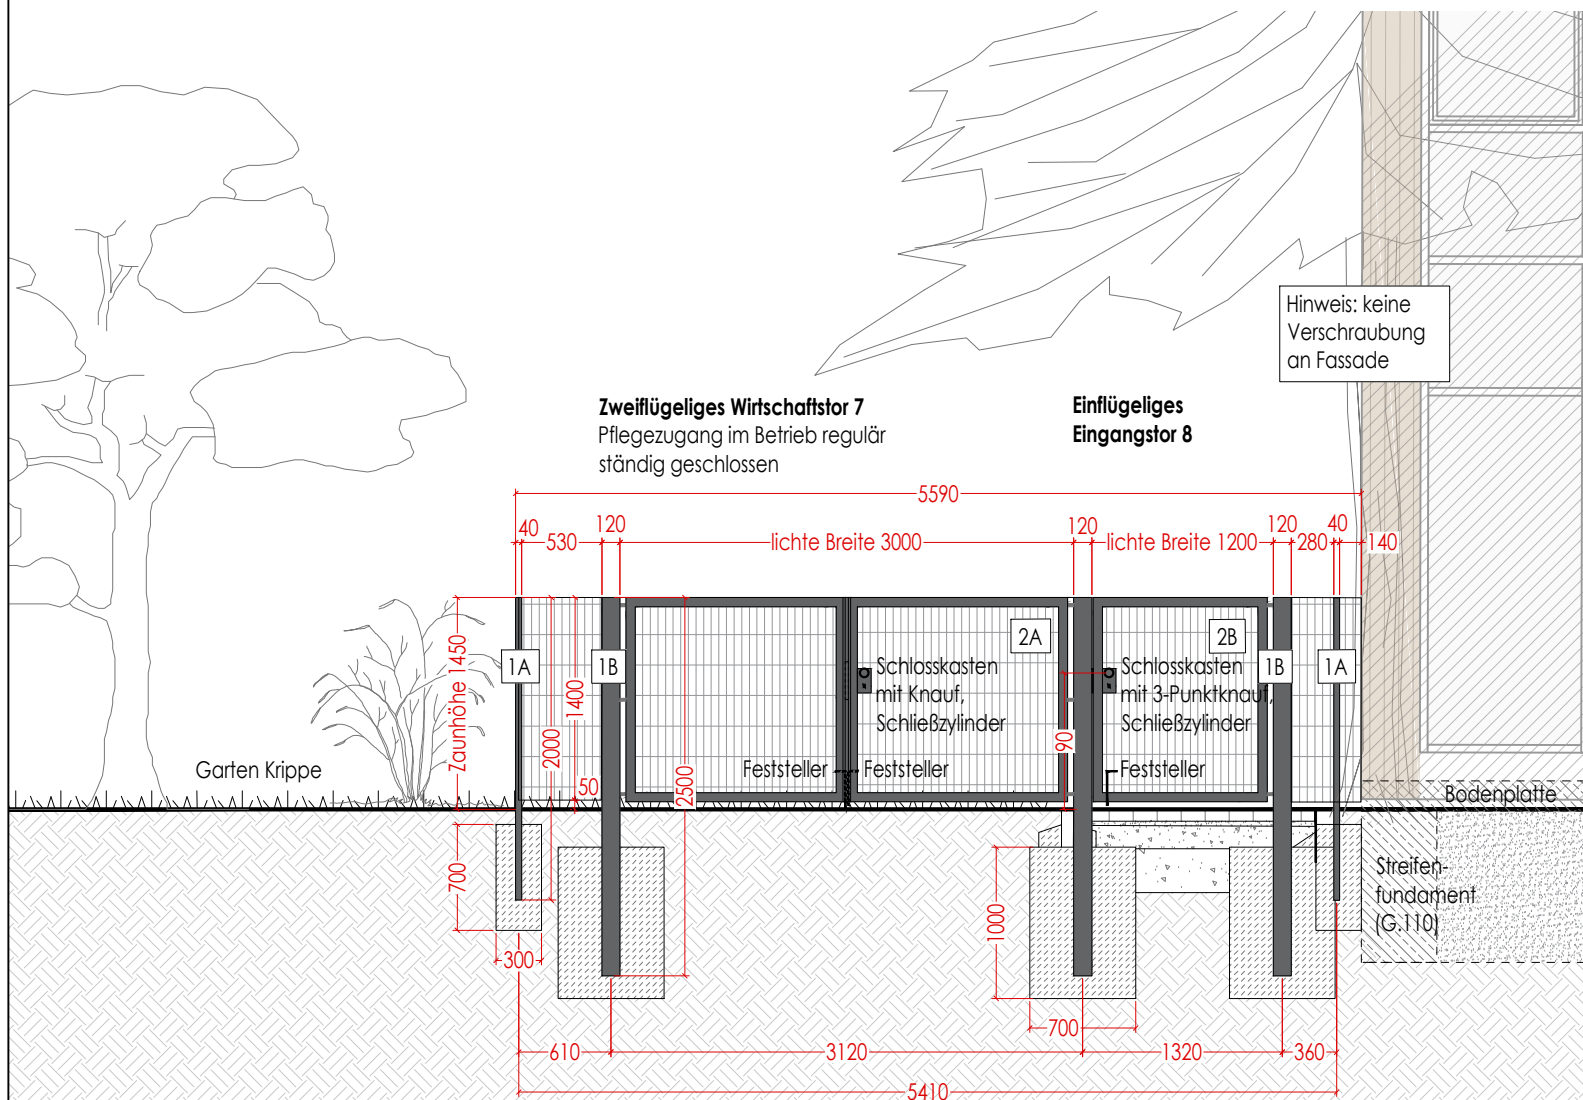 Hinweis: keine
Verschraubung
an Fassade
Zweiflügeliges Wirtschaftstor 7
Pflegezugang im Betrieb regulär
ständig geschlossen
Einflügeliges
Eingangstor 8
5590
40
530
120
lichte Breite 3000
120
lichte Breite 1200
120
280
40
140
1A
1B
2A
2B
1B
1A
Zaunhöhe 1450
2000
1400
50
2500
90
Schlosskasten
mit Knauf,
Schließzylinder
Schlosskasten
mit 3-Punktknauf,
Schließzylinder
Feststeller
Feststeller
Feststeller
Garten Krippe
Bodenplatte
Streifen-
fundament
(G.110)
700
300
1000
700
610
3120
1320
360
5410